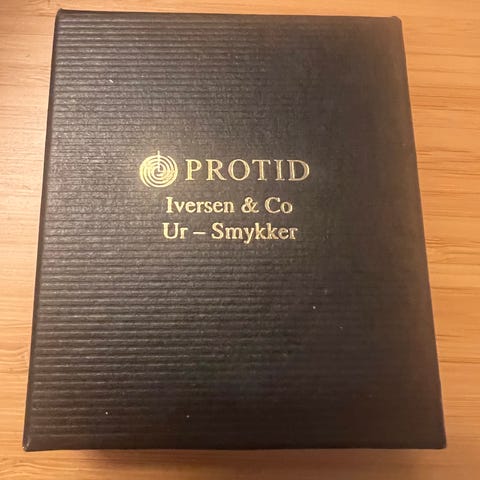 PROTID
Iversen & Co
Ur – Smykker